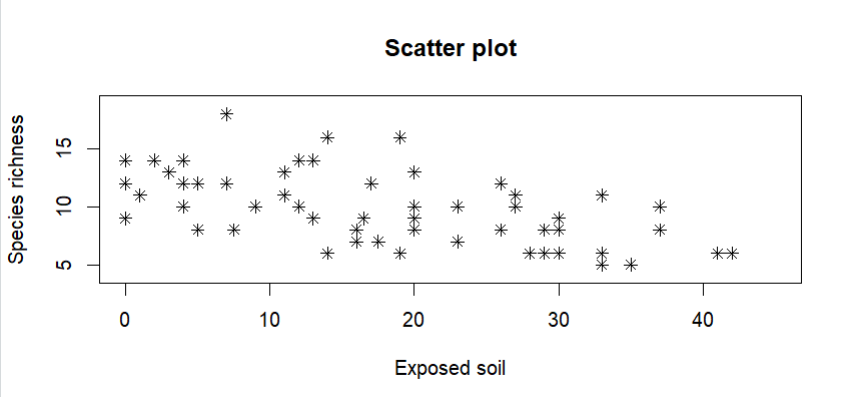 Scatter plot
Species richness
15
10
5
0 10 20 30 40
Exposed soil